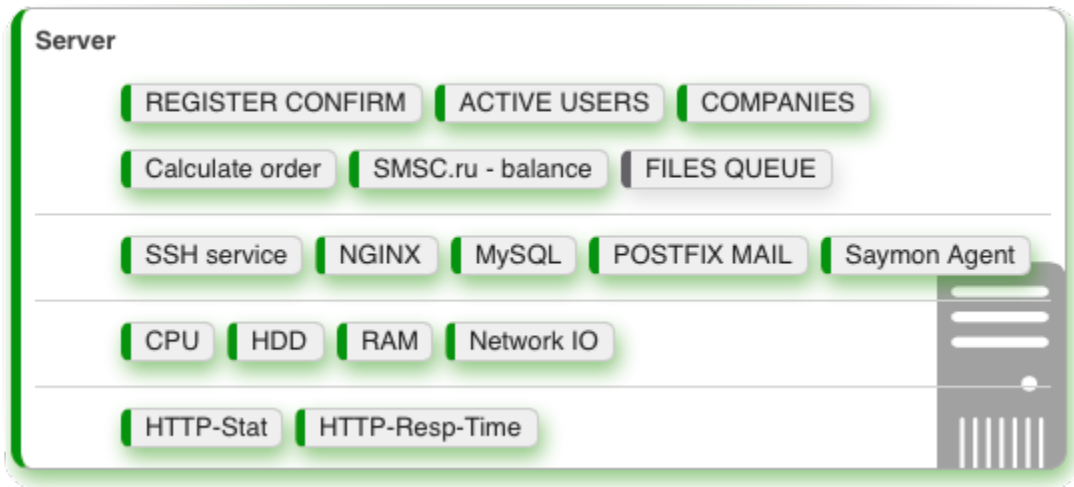 Server
REGISTER CONFIRM ACTIVE USERS COMPANIES
Calculate order SMSC.ru - balance FILES QUEUE
SSH service NGINX MySQL POSTFIX MAIL Saymon Agent
CPU HDD RAM Network IO
HTTP-Stat HTTP-Resp-Time